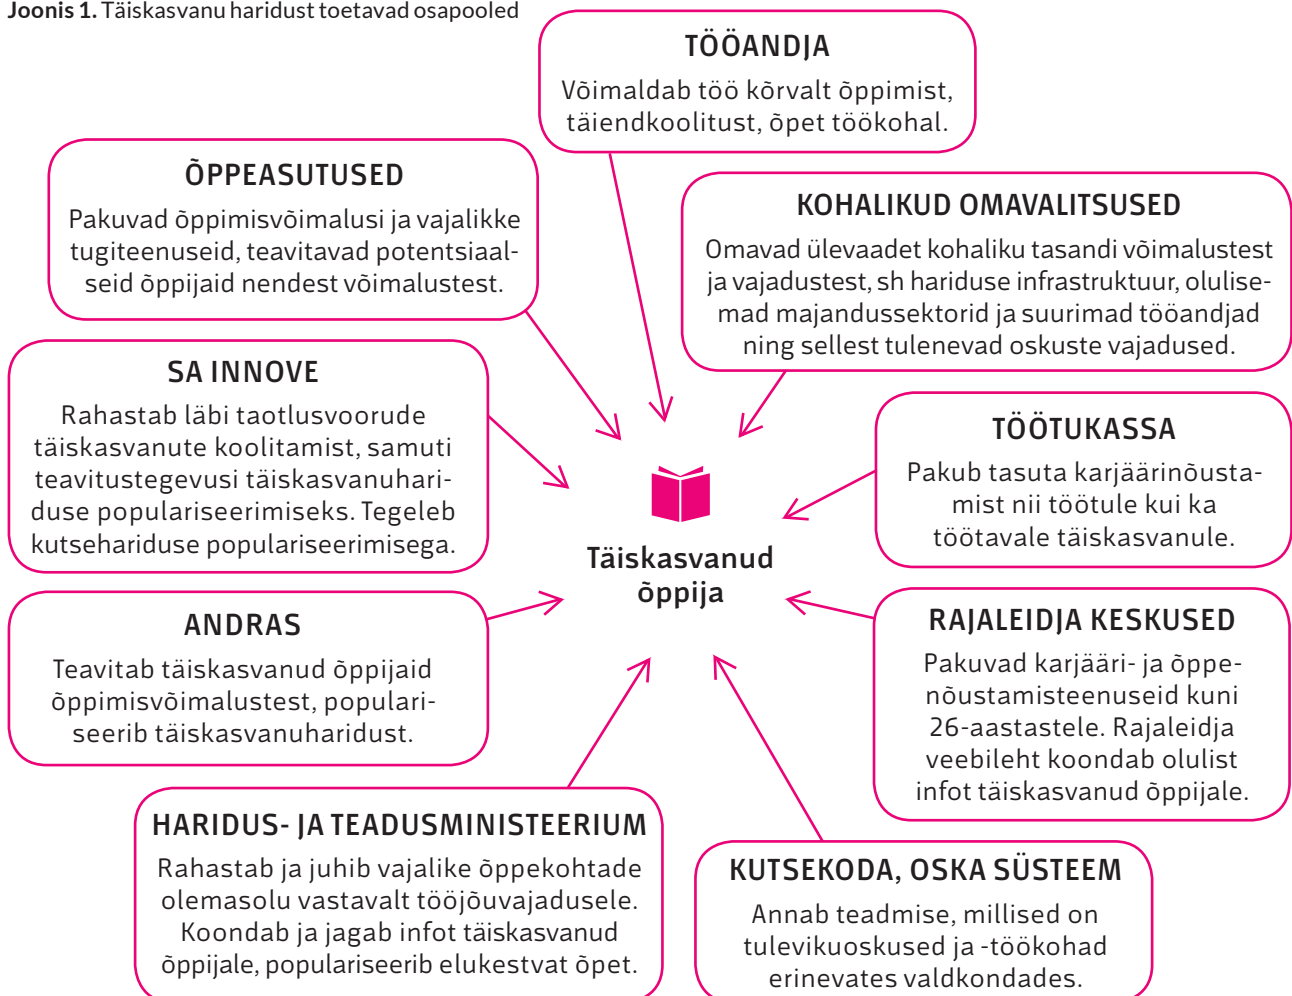 Joonis 1. Täiskasvanu haridust toetavad osapooled
TÖÖANDJA
Võimaldab töö kõrvalt õppimist,
täiendkoolitust, õpet töökohal.
ÕPPEASUTUSED
Pakuvad õppimisvõimalusi ja vajalikke
tugiteenuseid, teavitavad potentsiaal-
seid õppijaid nendest võimalustest.
KOHALIKUD OMAVALITSUSED
Omavad ülevaadet kohaliku tasandi võimalustest
ja vajadustest, sh hariduse infrastruktuur, olulise-
mad majandussektorid ja suurimad tööandjad
ning sellest tulenevad oskuste vajadused.
SA INNOVE
Rahastab läbi taotlusvoorude
täiskasvanute koolitamist, samuti
teavitustegevusi täiskasvanuhari-
duse populariseerimiseks. Tegeleb
kutsehariduse populariseerimisega.
TÖÖTUKASSA
Pakub tasuta karjäärinõusta-
mist nii töötule kui ka
töötavale täiskasvanule.
Täiskasvanud
õppija
ANDRAS
Teavitab täiskasvanud õppijaid
õppimisvõimalustest, populari-
seerib täiskasvanuharidust.
RAJALEIDJA KESKUSED
Pakuvad karjääri- ja õppe-
nõustamisteenuseid kuni
26-aastastele. Rajaleidja
veebileht koondab olulist
infot täiskasvanud õppijale.
HARIDUS- JA TEADUSMINISTEERIUM
Rahastab ja juhib vajalike õppekohtade
olemasolu vastavalt tööjõuvajadusele.
Koondab ja jagab infot täiskasvanud
õppijale, populariseerib elukestvat õpet.
KUTSEKODA, OSKA SÜSTEEM
Annab teadmise, millised on
tulevikuoskused ja -töökohad
erinevates valdkondades.